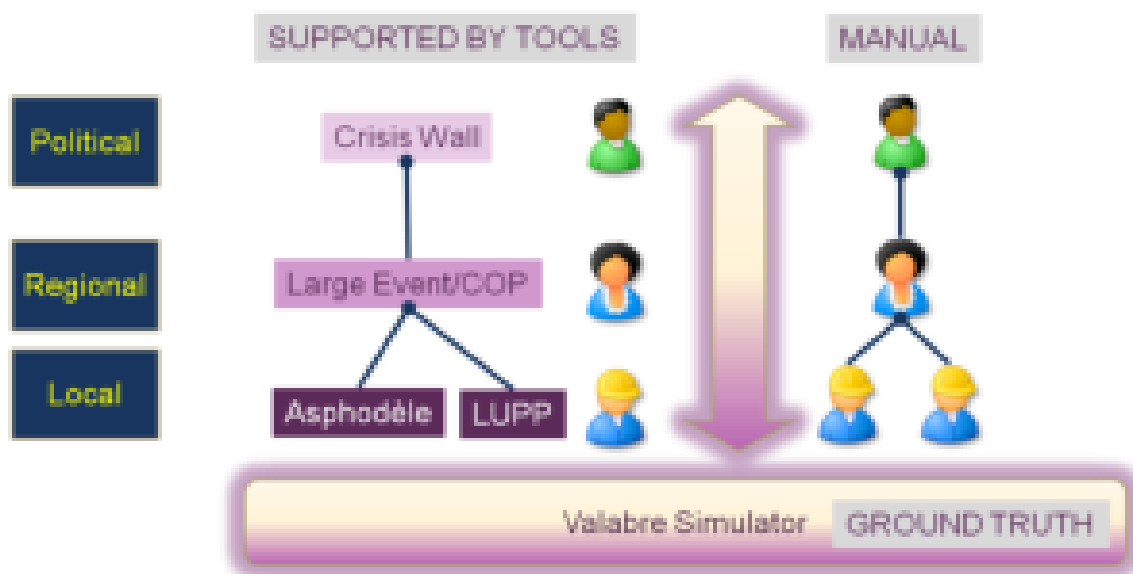 SUPPORTED BY TOOLS
MANUAL
Political
Crisis Wall
Regional
Large Event/COP
Local
Asphodèle
LUPP
Valabre Simulator
GROUND TRUTH